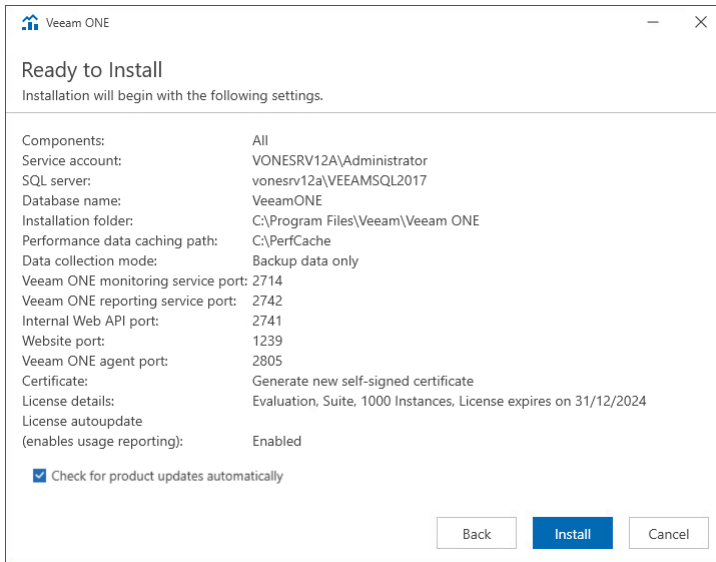 Veeam ONE
Ready to Install
Installation will begin with the following settings.
Components: All
Service account: VONESRV12A\Administrator
SQL server: vonesrv12a\VEEAMSQL2017
Database name: VeeamONE
Installation folder: C:\Program Files\Veeam\Veeam ONE
Performance data caching path: C:\PerfCache
Data collection mode: Backup data only
Veeam ONE monitoring service port: 2714
Veeam ONE reporting service port: 2742
Internal Web API port: 2741
Website port: 1239
Veeam ONE agent port: 2805
Certificate: Generate new self-signed certificate
License details: Evaluation, Suite, 1000 Instances, License expires on 31/12/2024
License autoupdate
(enables usage reporting): Enabled
Check for product updates automatically
Back Install Cancel